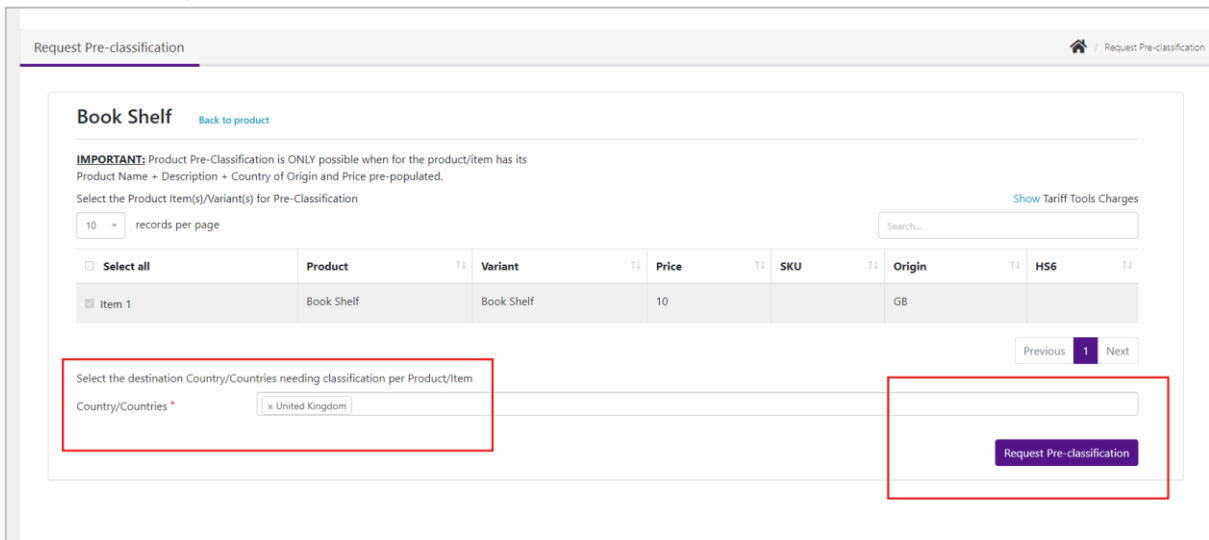 Request Pre-classification
/ Request Pre-classification
Book Shelf Back to product
IMPORTANT: Product Pre-Classification is ONLY possible when for the product/item has its
Product Name + Description + Country of Origin and Price pre-populated.
Select the Product Item(s)/Variant(s) for Pre-Classification
Show Tariff Tools Charges
10 records per page
Search...
Select all Product Variant Price SKU Origin HS6
Item 1 Book Shelf Book Shelf 10 GB
Previous 1 Next
Select the destination Country/Countries needing classification per Product/Item
Country/Countries * × United Kingdom
Request Pre-classification